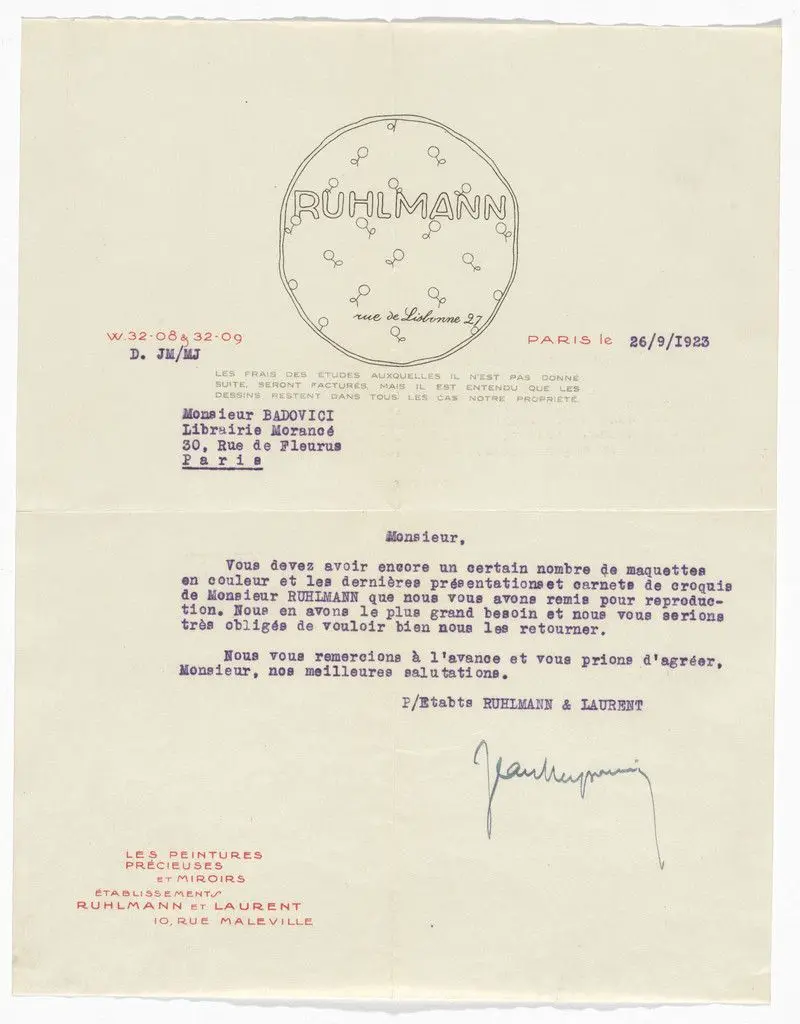 RUHLMANN
rue de Lisbonne 27
W.32-08 & 32-09
PARIS le 26/9/1923
D. JM/MJ
LES FRAIS DES ÉTUDES AUXQUELLES IL N'EST PAS DONNÉ
SUITE, SERONT FACTURÉS, MAIS IL EST ENTENDU QUE LES
DESSINS RESTENT DANS TOUS LES CAS NOTRE PROPRIÉTÉ.
Monsieur BADOVICI
Librairie Morancé
30, Rue de Fleurus
P a r i s
Monsieur,
Vous devez avoir encore un certain nombre de maquettes
en couleur et les dernières présentationset carnets de croquis
de Monsieur RUHLMANN que nous vous avons remis pour reproduc-
tion. Nous en avons le plus grand besoin et nous vous serions
très obligés de vouloir bien nous les retourner.
Nous vous remercions à l'avance et vous prions d'agréer,
Monsieur, nos meilleures salutations.
P/Etabts RUHLMANN & LAURENT
LES PEINTURES
PRÉCIEUSES
ET MIROIRS
ÉTABLISSEMENTS
RUHLMANN ET LAURENT
10, RUE MALEVILLE